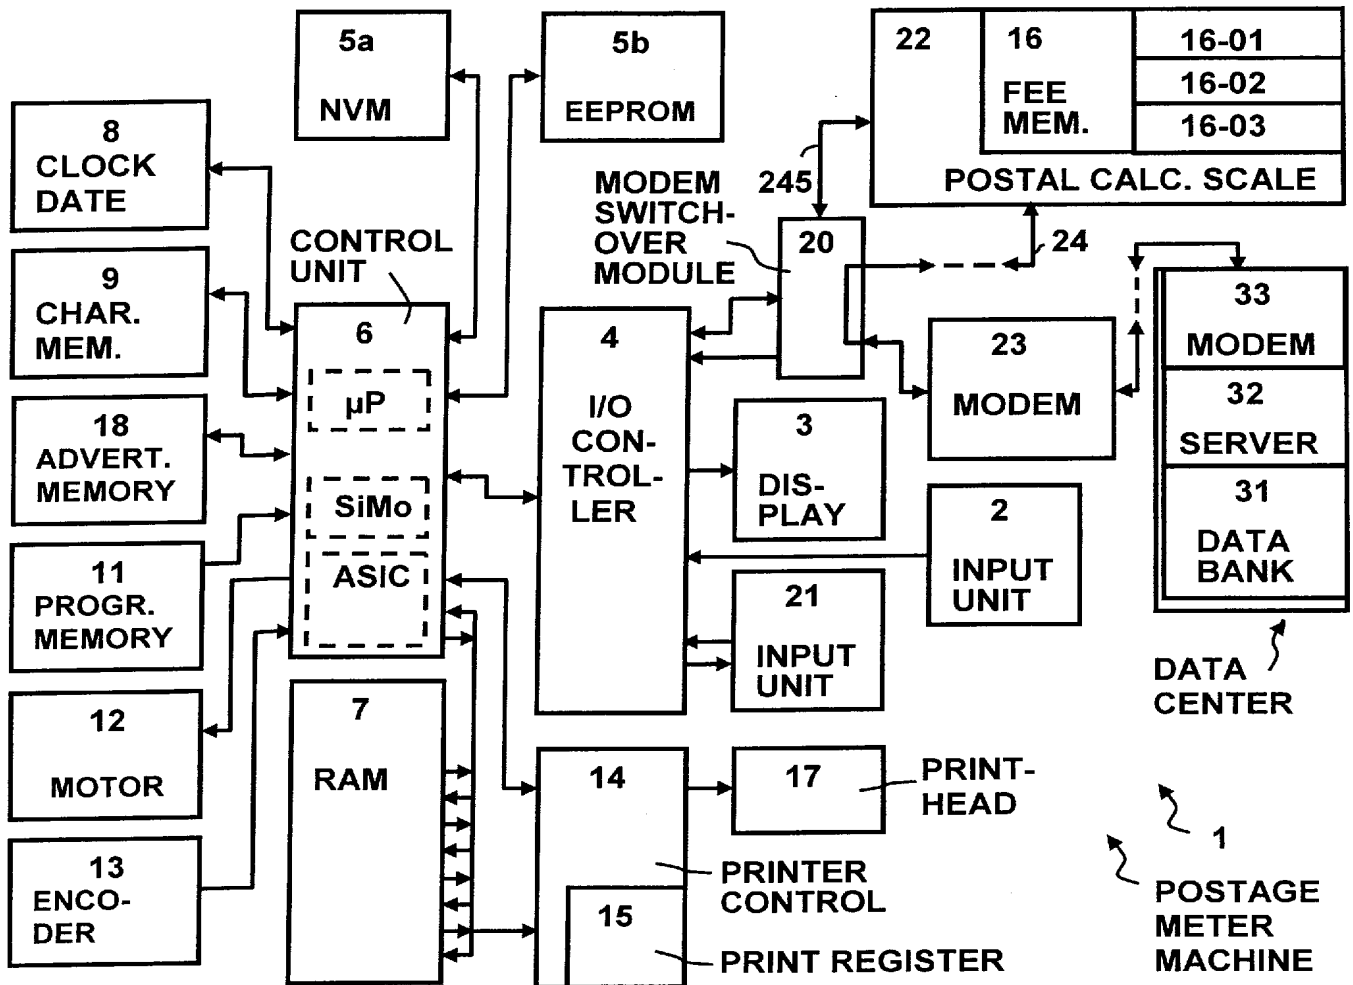 5a
NVM
5b
EEPROM
22
16
FEE
MEM.
16-01
16-02
16-03
POSTAL CALC. SCALE
8
CLOCK
DATE
245
24
MODEM
SWITCH-
OVER
MODULE
20
CONTROL
UNIT
9
CHAR.
MEM.
6
µP
SiMo
ASIC
4
I/O
CON-
TROL-
LER
23
MODEM
33
MODEM
32
SERVER
31
DATA
BANK
DATA
CENTER
18
ADVERT.
MEMORY
3
DIS-
PLAY
2
INPUT
UNIT
11
PROGR.
MEMORY
21
INPUT
UNIT
12
MOTOR
7
RAM
14
17
PRINT-
HEAD
13
ENCO-
DER
PRINTER
CONTROL
15
PRINT REGISTER
1
POSTAGE
METER
MACHINE